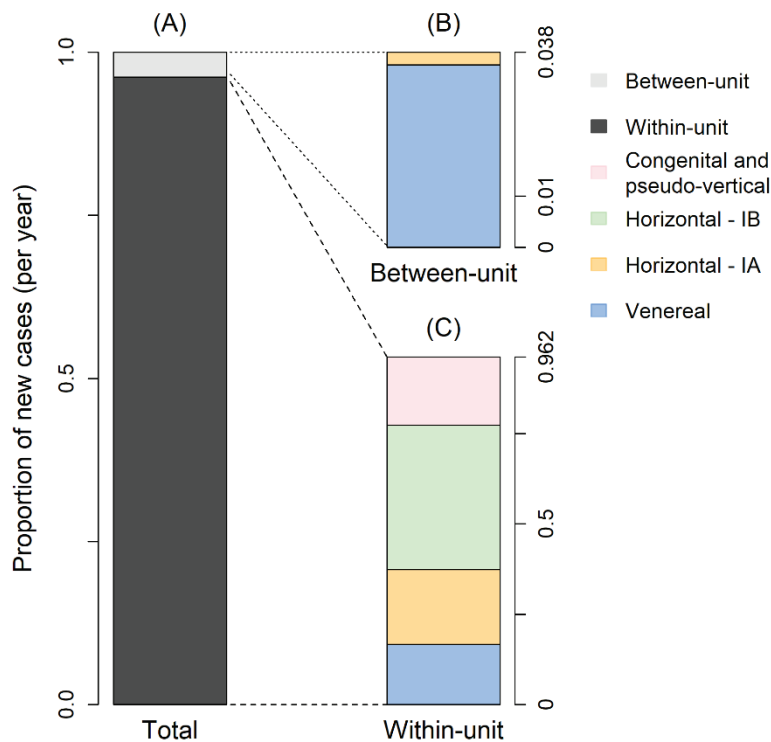 (A)
(B)
Proportion of new cases (per year)
1.0
0.5
0.0
Total
0.038
0.01
0
Between-unit
(C)
0.962
0.5
0
Within-unit
Between-unit
Within-unit
Congenital and
pseudo-vertical
Horizontal - IB
Horizontal - IA
Venereal